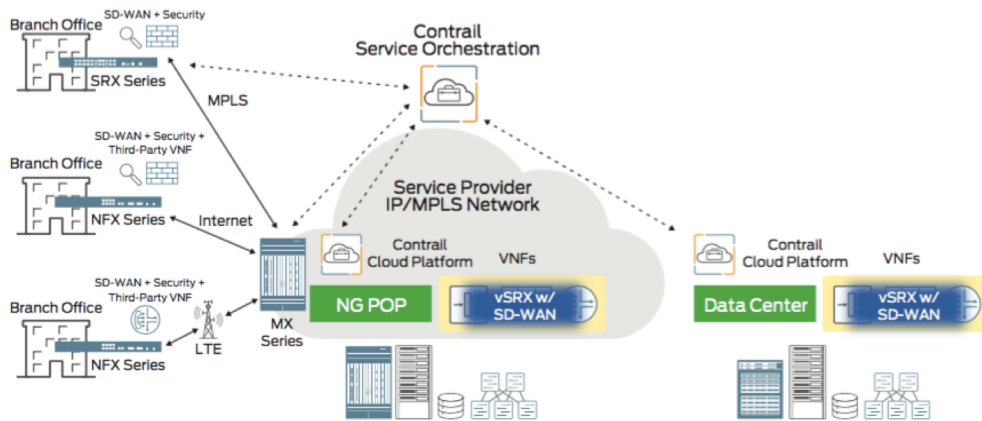 SD-WAN + Security
Branch Office
SRX Series
MPLS
SD-WAN + Security +
Third-Party VNF
Branch Office
NFX Series
Internet
SD-WAN + Security +
Third-Party VNF
Branch Office
NFX Series
LTE
MX
Series
Contrail
Service Orchestration
Service Provider
IP/MPLS Network
Contrail
Cloud Platform
VNFs
NG POP
vSRX w/
SD-WAN
Contrail
Cloud Platform
VNFs
Data Center
vSRX w/
SD-WAN